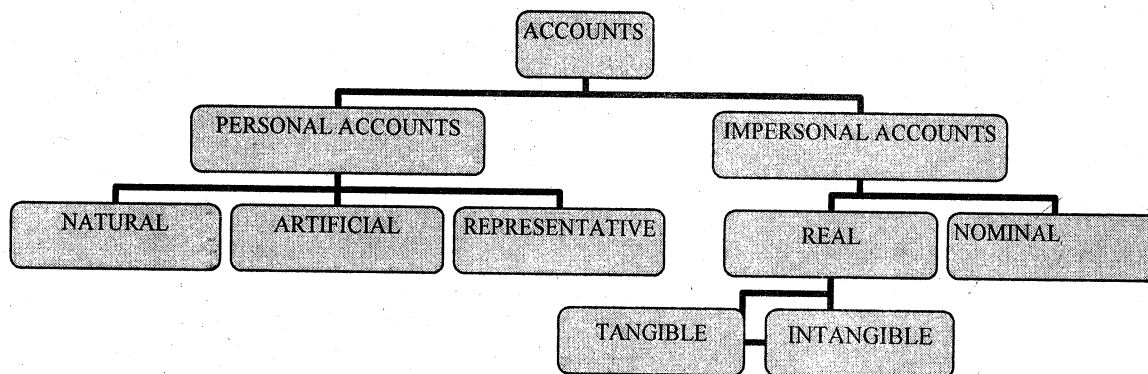 ACCOUNTS
PERSONAL ACCOUNTS
IMPERSONAL ACCOUNTS
NATURAL
ARTIFICIAL
REPRESENTATIVE
REAL
NOMINAL
TANGIBLE
INTANGIBLE